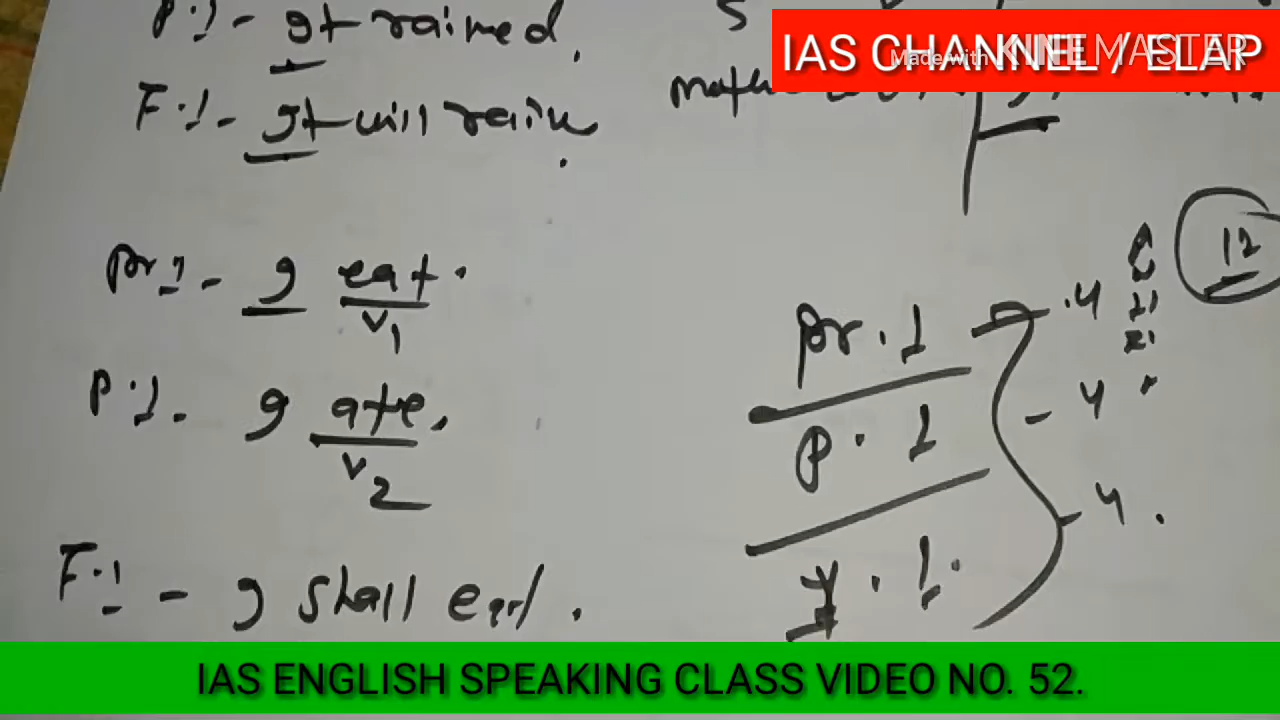 P.I - It rained.
F.I - It will rain.
IAS CHANNEL / ELAP
Made with KINEMASTER
Pr I - I eat.
V1
P.I - I ate.
V2
F.I - I shall eat.
12
Pr. I - 4
P. I - 4
F. I. - 4.
IAS ENGLISH SPEAKING CLASS VIDEO NO. 52.